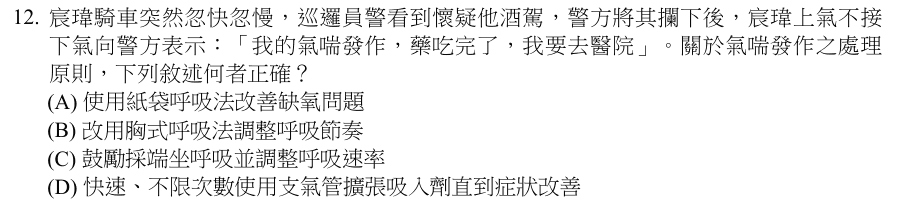 12. 宸瑋騎車突然忽快忽慢，巡邏員警看到懷疑他酒駕，警方將其攔下後，宸瑋上氣不接
下氣向警方表示：「我的氣喘發作，藥吃完了，我要去醫院」。關於氣喘發作之處理
原則，下列敘述何者正確？
(A) 使用紙袋呼吸法改善缺氧問題
(B) 改用胸式呼吸法調整呼吸節奏
(C) 鼓勵採端坐呼吸並調整呼吸速率
(D) 快速、不限次數使用支氣管擴張吸入劑直到症狀改善